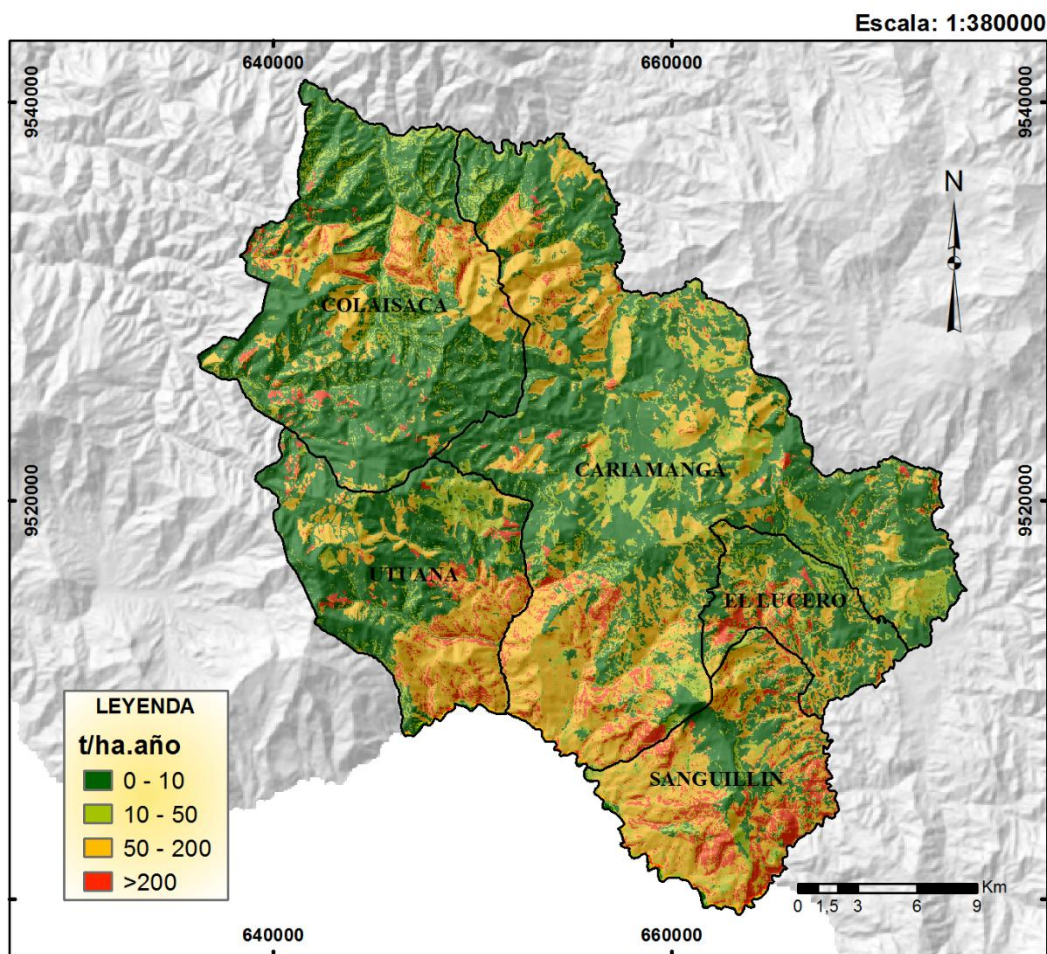 Escala: 1:380000
640000
660000
9540000
9540000
N
COLAISACA
CARIAMANGA
9520000
9520000
UTUANA
EL LUCERO
LEYENDA
t/ha.año
0 - 10
10 - 50
50 - 200
>200
SANGUILLIN
Km
0 1,5 3 6 9
640000
660000